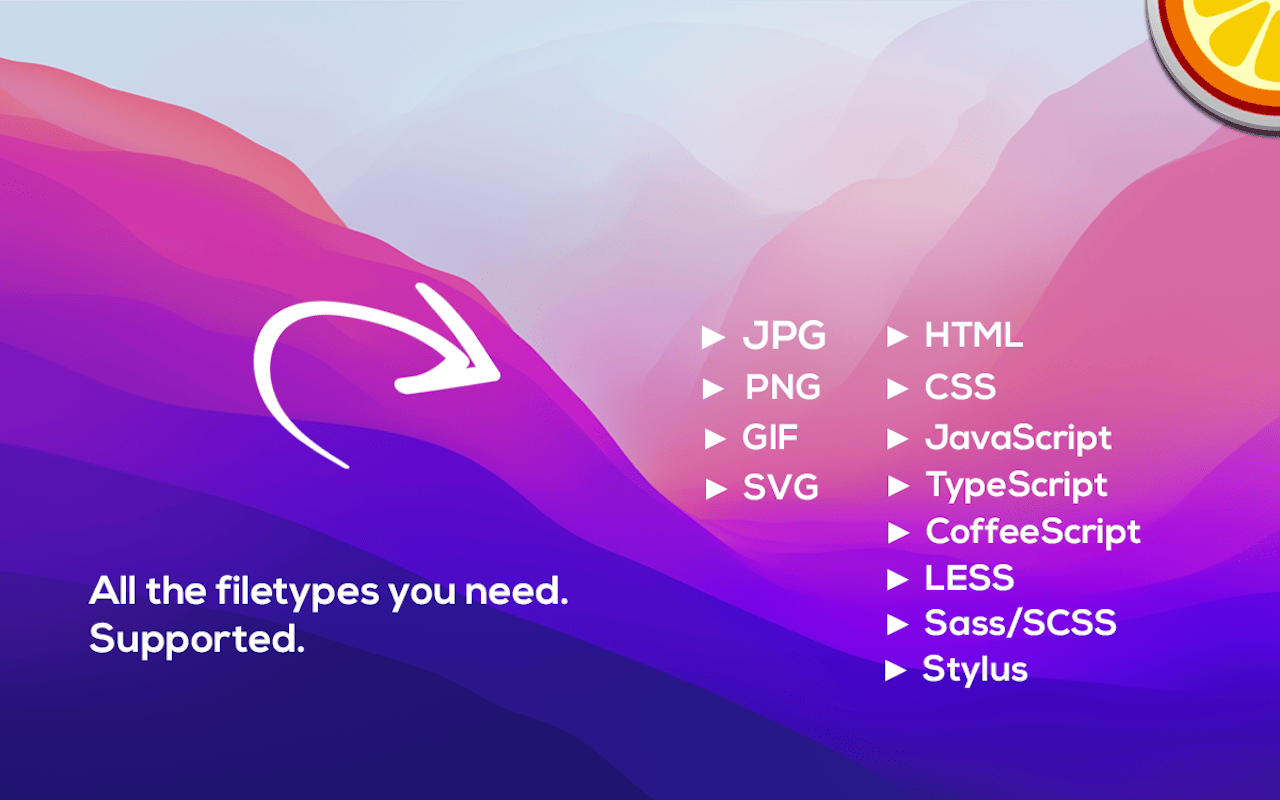 JPG
PNG
GIF
SVG
HTML
CSS
JavaScript
TypeScript
CoffeeScript
LESS
Sass/SCSS
Stylus
All the filetypes you need.
Supported.